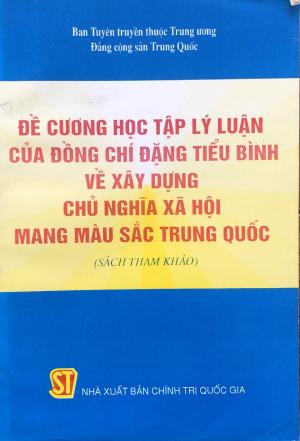 Ban Tuyên truyền thuộc Trung ương
Đảng cộng sản Trung Quốc
ĐỀ CƯƠNG HỌC TẬP LÝ LUẬN
CỦA ĐỒNG CHÍ ĐẶNG TIỂU BÌNH
VỀ XÂY DỰNG
CHỦ NGHĨA XÃ HỘI
MANG MÀU SẮC TRUNG QUỐC
(SÁCH THAM KHẢO)
ST
NHÀ XUẤT BẢN CHÍNH TRỊ QUỐC GIA